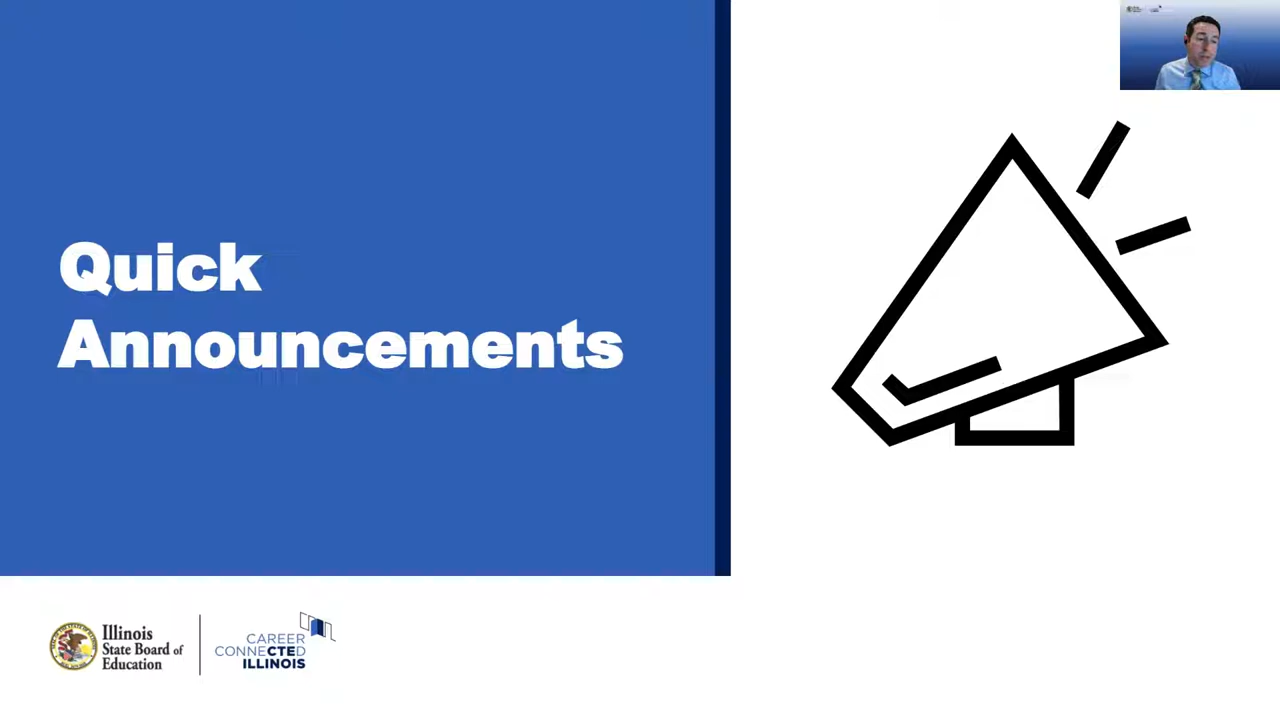 Quick
Announcements
Illinois
State Board of
Education
CAREER
CONNECTED
ILLINOIS